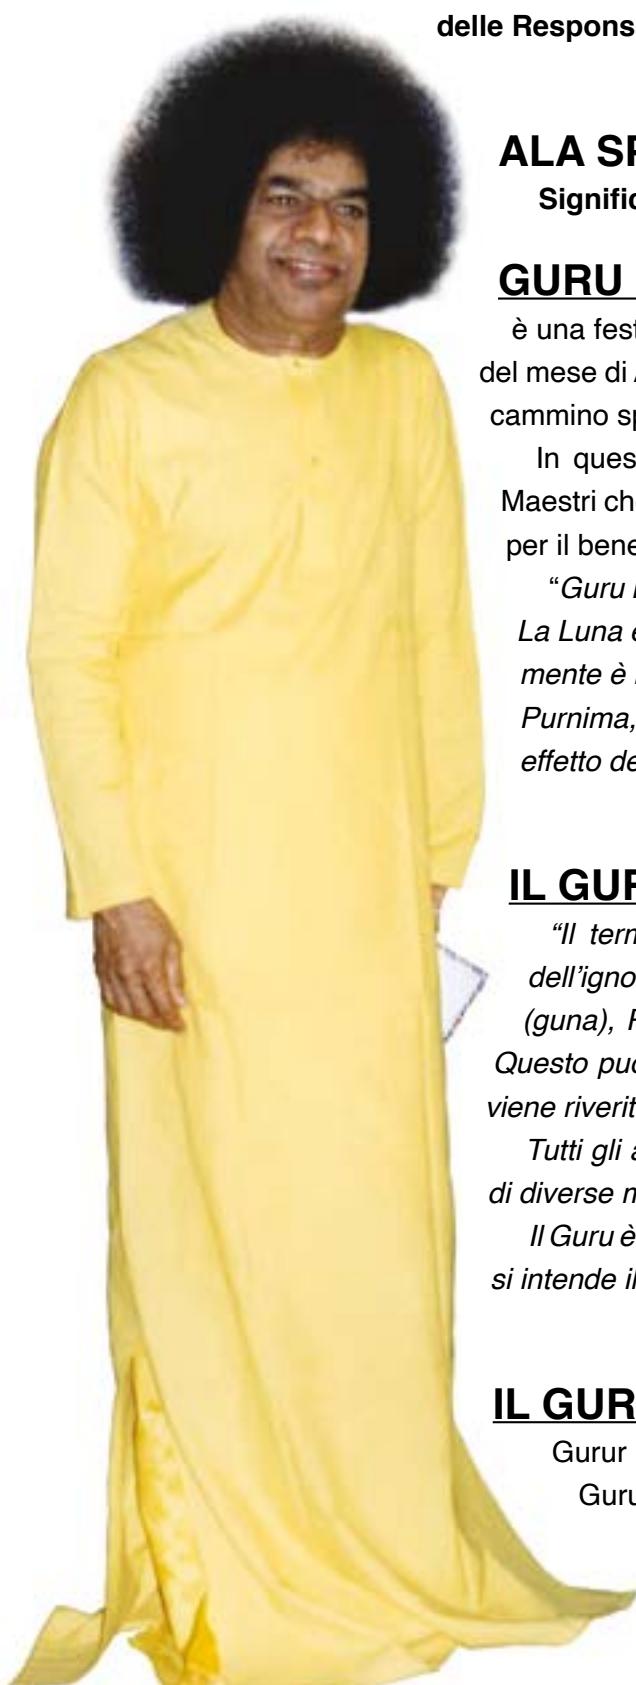 delle Respons
ALA SP
Signific
GURU
è una fest
del mese di A
cammino sp
In ques
Maestri che
per il bene
“Guru
La Luna è
mente è
Purnima,
effetto de
IL GUR
“Il term
dell’igno
(guna),
Questo può
viene riverit
Tutti gli a
di diverse m
Il Guru è
si intende il
IL GUR
Gurur
Guru